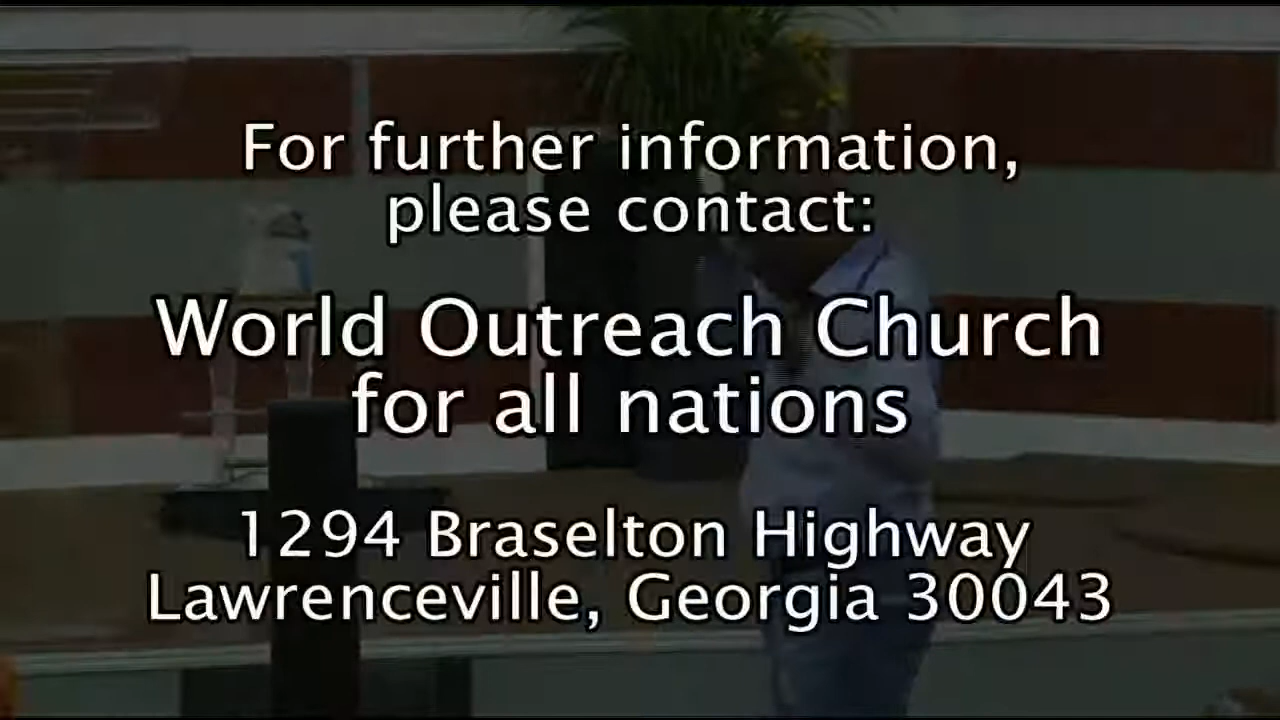 For further information,
please contact:
World Outreach Church
for all nations
1294 Braselton Highway
Lawrenceville, Georgia 30043